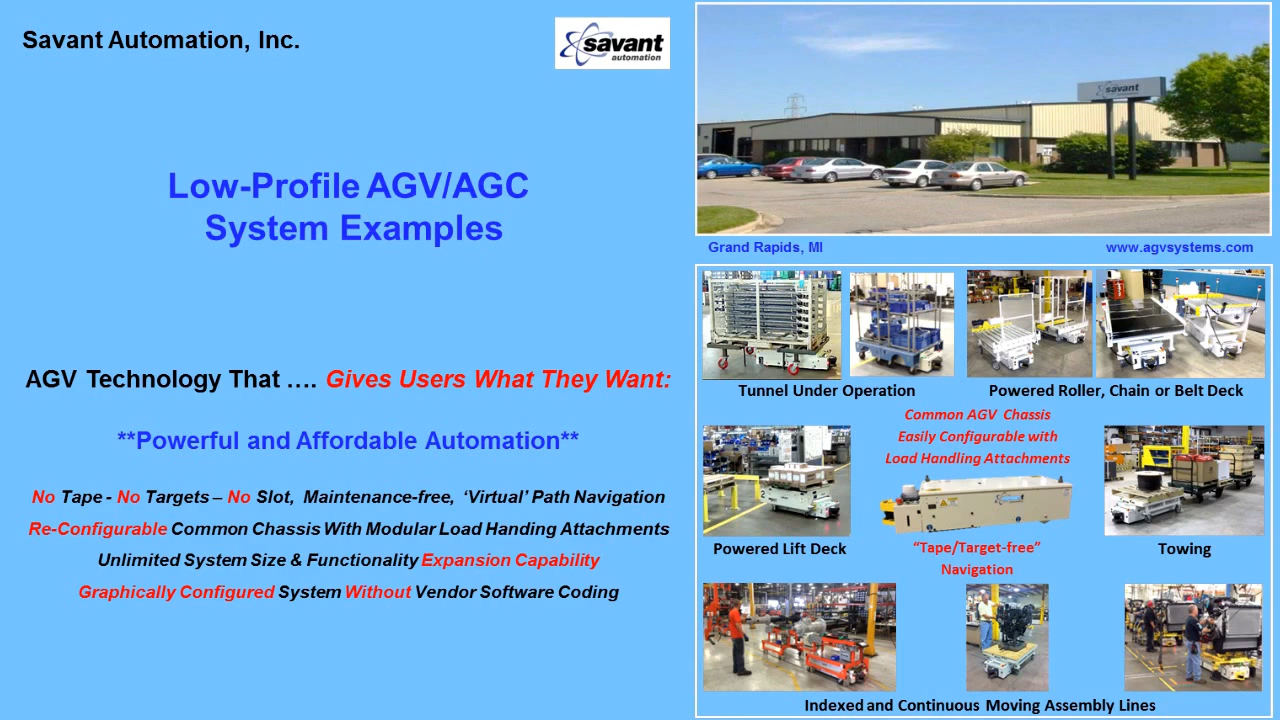 Savant Automation, Inc.
savant
automation
Low-Profile AGV/AGC
System Examples
AGV Technology That …. Gives Users What They Want:
**Powerful and Affordable Automation**
No Tape - No Targets – No Slot, Maintenance-free, ‘Virtual’ Path Navigation
Re-Configurable Common Chassis With Modular Load Handing Attachments
Unlimited System Size & Functionality Expansion Capability
Graphically Configured System Without Vendor Software Coding
savant
Grand Rapids, MI
www.agvsystems.com
Tunnel Under Operation
Powered Roller, Chain or Belt Deck
Common AGV Chassis
Easily Configurable with
Load Handling Attachments
Powered Lift Deck
“Tape/Target-free”
Navigation
Towing
Indexed and Continuous Moving Assembly Lines